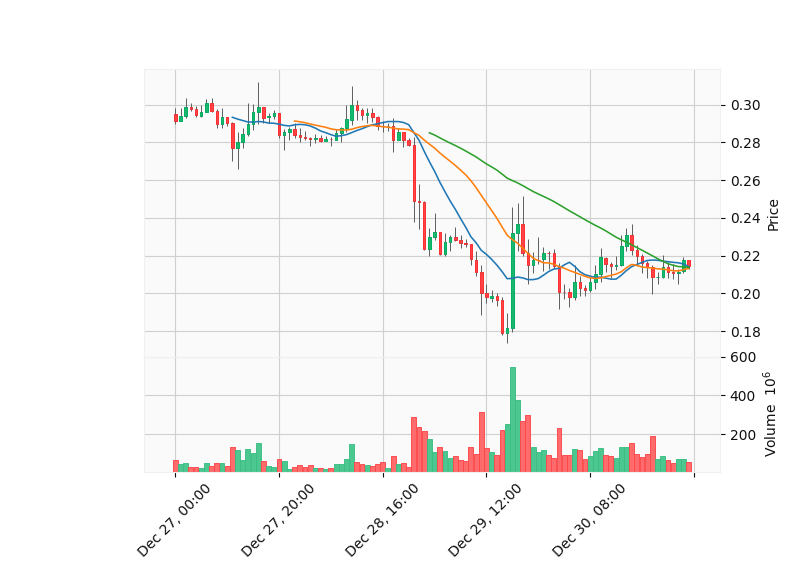 0.30
0.28
0.26
0.24
0.22
0.20
0.18
Price
600
400
200
Volume 10^6
Dec 27, 00:00
Dec 27, 20:00
Dec 28, 16:00
Dec 29, 12:00
Dec 30, 08:00